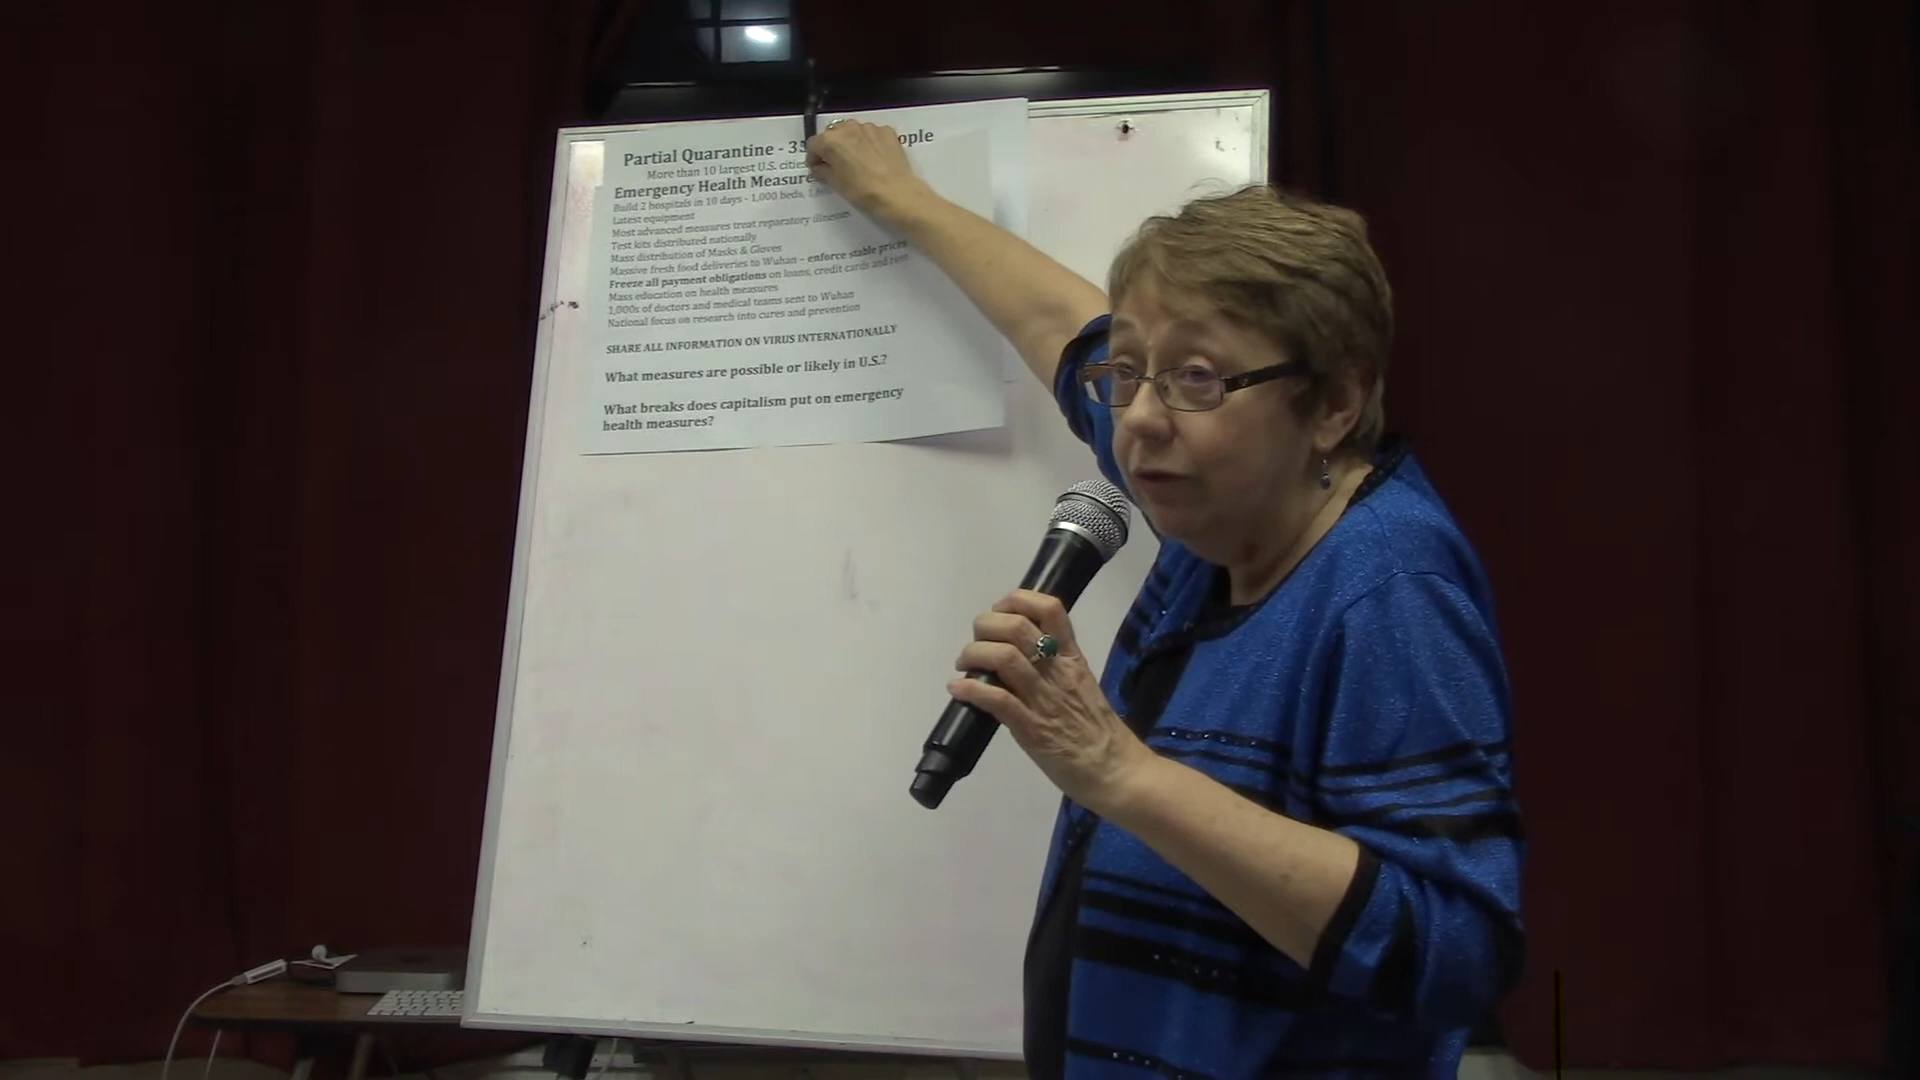 Partial Quarantine - 35 ople
More than 10 largest U.S. cities
Emergency Health Measure
Build 2 hospitals in 10 days - 1,000 beds,
Latest equipment
Most advanced measures treat reparatory illnesses
Test kits distributed nationally
Mass distribution of Masks & Gloves
Massive fresh food deliveries to Wuhan – enforce stable prices
Freeze all payment obligations on loans, credit cards and rent
Mass education on health measures
1,000s of doctors and medical teams sent to Wuhan
National focus on research into cures and prevention
SHARE ALL INFORMATION ON VIRUS INTERNATIONALLY
What measures are possible or likely in U.S.?
What breaks does capitalism put on emergency
health measures?